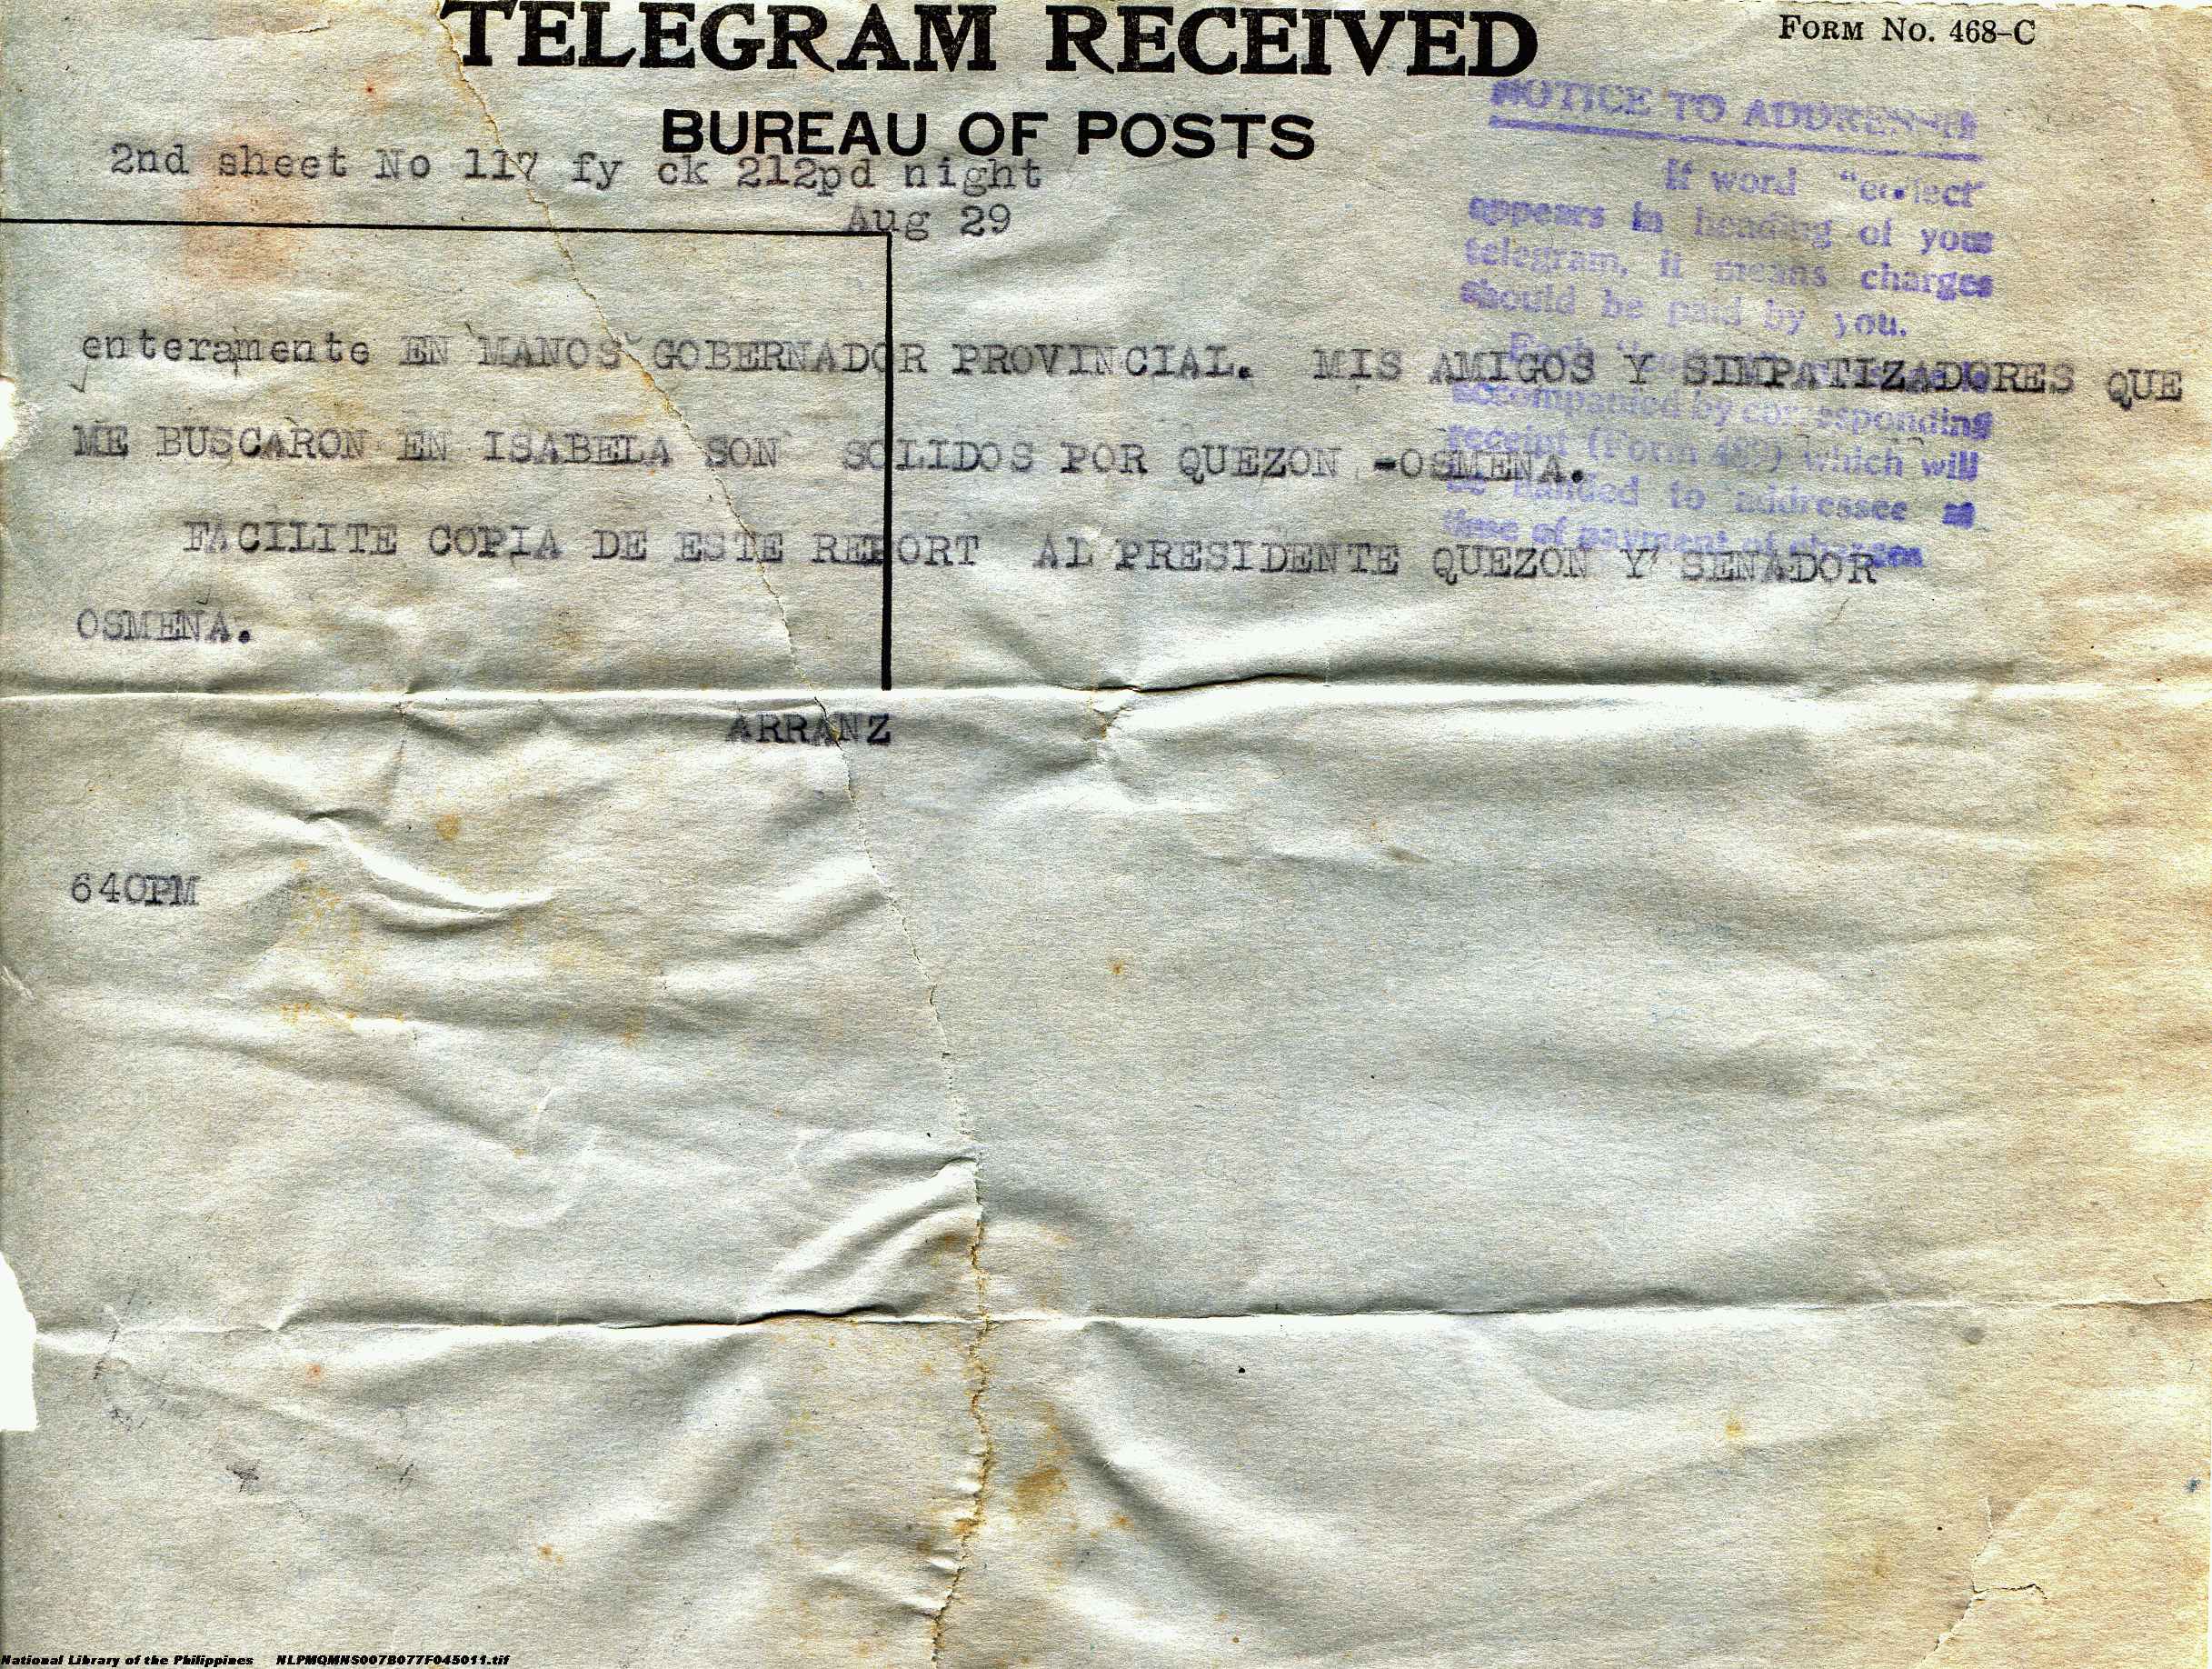 TELEGRAM RECEIVED
FORM NO. 468-C
BUREAU OF POSTS
2nd sheet No 117 fy ck 212pd night
Aug 29
NOTICE TO
If word "collect"
appears in heading of your
telegram, it means charges
should be paid by you.
Each
accompanied by corresponding
receipt (Form 489) which will
be handed to addressee at
time of payment of charges
enteramente EN MANOS GOBERNADOR PROVINCIAL. MIS AMIGOS Y SIMPATIZADORES QUE
ME BUSCARON EN ISABELA SON SOLIDOS POR QUEZON -OSMENA.
FACILITE COPIA DE ESTE REPORT AL PRESIDENTE QUEZON Y SENADOR
OSMENA.
ARRANZ
640PM
National Library of the Philippines NLPMQMNS007B077F045011.tif